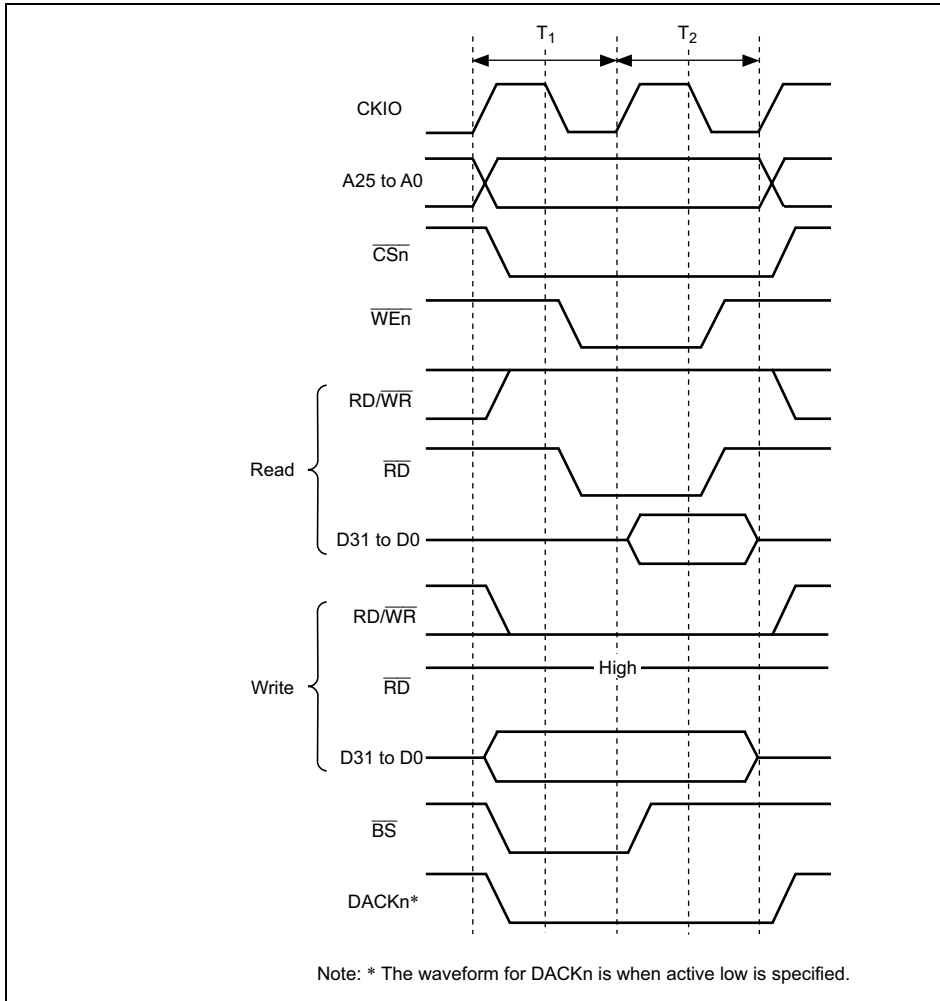 T1 T2
CKIO
A25 to A0
CSn
WEn
RD/WR
Read
RD
D31 to D0
RD/WR
High
Write
RD
D31 to D0
BS
DACKn*
Note: * The waveform for DACKn is when active low is specified.